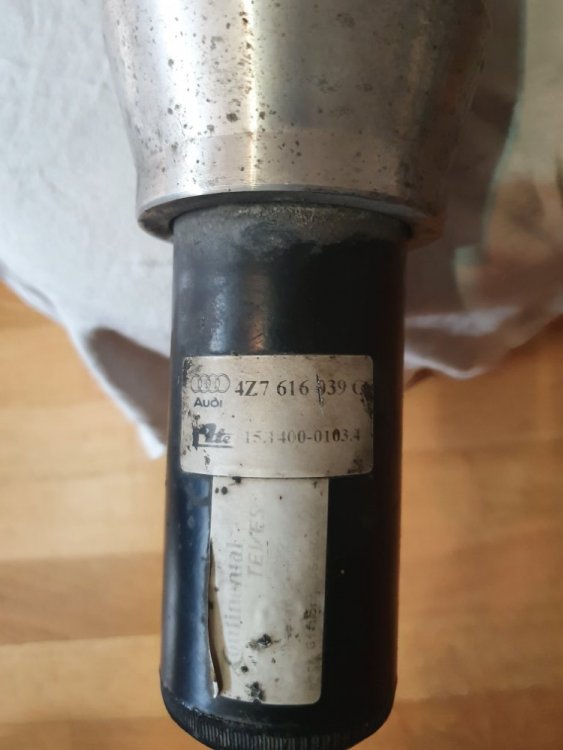 Audi 4Z7 616 039 C
Ate 15.1400-0103.4
Continental
TEVES